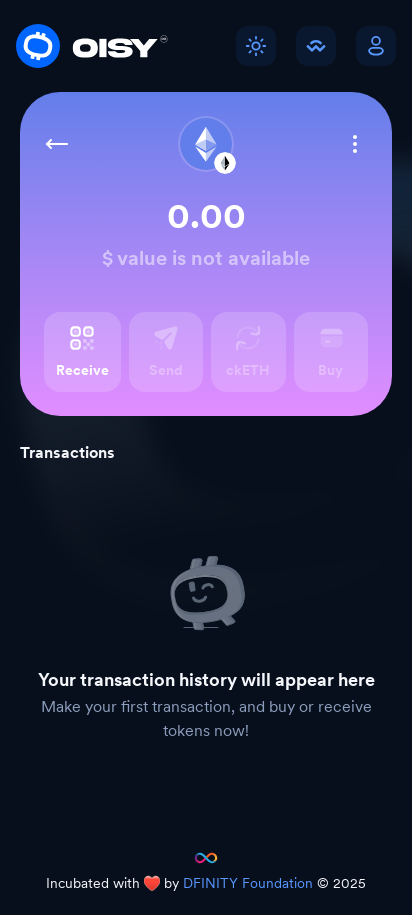 OISY
0.00
$ value is not available
Receive
Send
ckETH
Buy
Transactions
Your transaction history will appear here
Make your first transaction, and buy or receive
tokens now!
Incubated with ❤️ by DFINITY Foundation © 2025